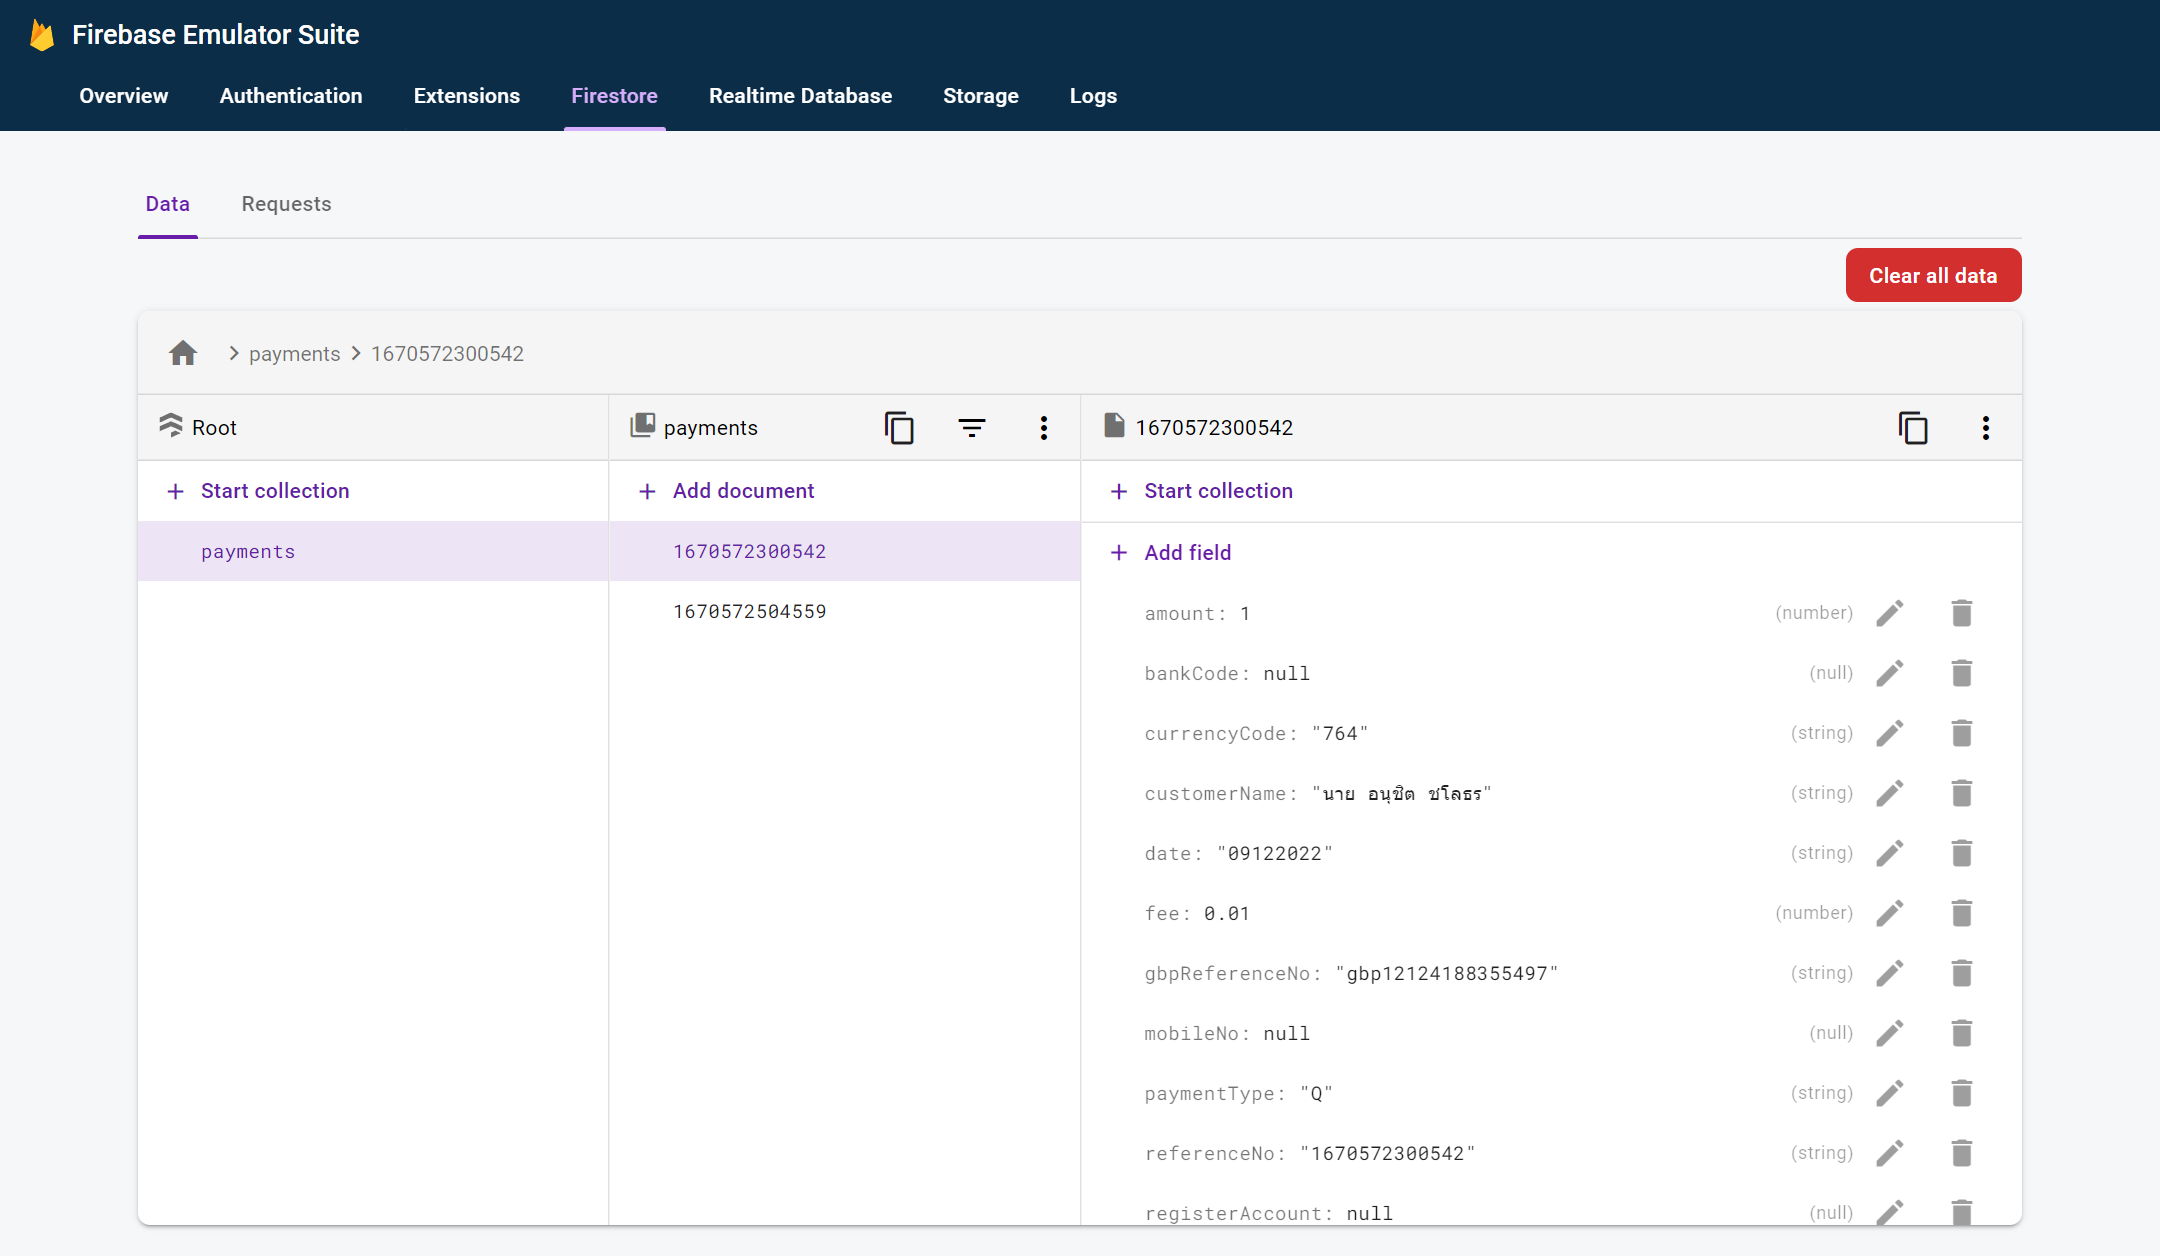 Firebase Emulator Suite
Overview Authentication Extensions Firestore Realtime Database Storage Logs
Data Requests
Clear all data
payments 1670572300542
Root
Start collection
payments
payments
Add document
1670572300542
1670572504559
1670572300542
Start collection
Add field
amount: 1 (number)
bankCode: null (null)
currencyCode: "764" (string)
customerName: "นาย อนุชิต ชโลธร" (string)
date: "09122022" (string)
fee: 0.01 (number)
gbpReferenceNo: "gbp12124188355497" (string)
mobileNo: null (null)
paymentType: "Q" (string)
referenceNo: "1670572300542" (string)
registerAccount: null (null)